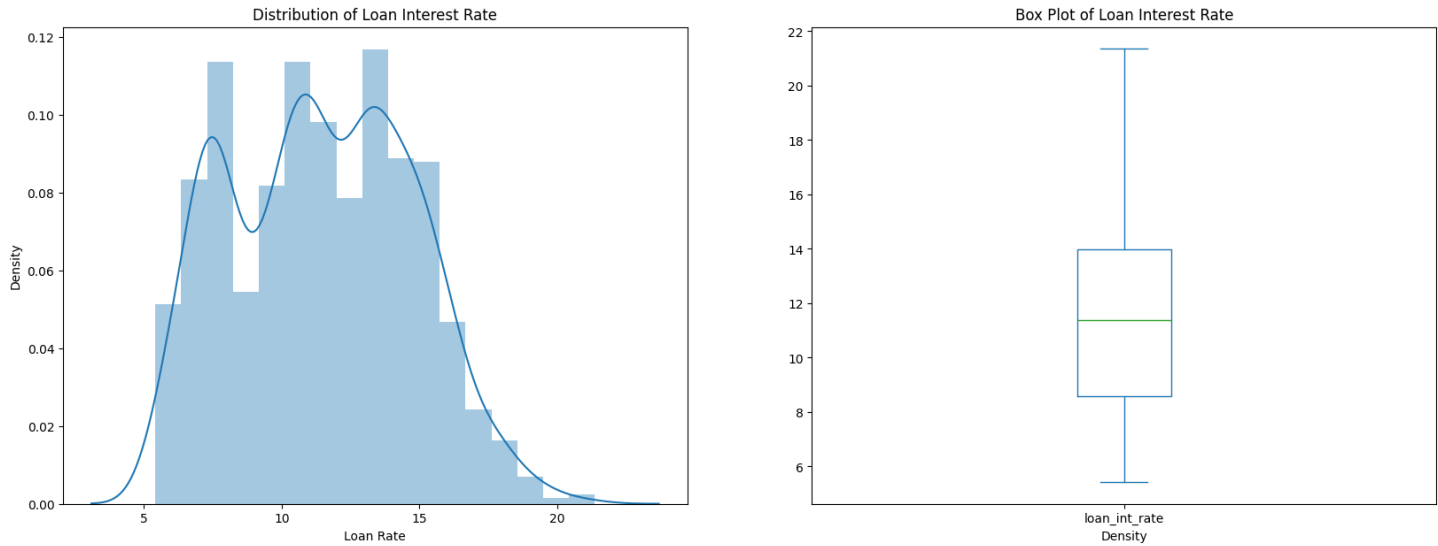 Distribution of Loan Interest Rate
0.12
0.10
0.08
0.06
0.04
0.02
0.00
Density
5 10 15 20
Loan Rate
Box Plot of Loan Interest Rate
22
20
18
16
14
12
10
8
6
loan_int_rate
Density